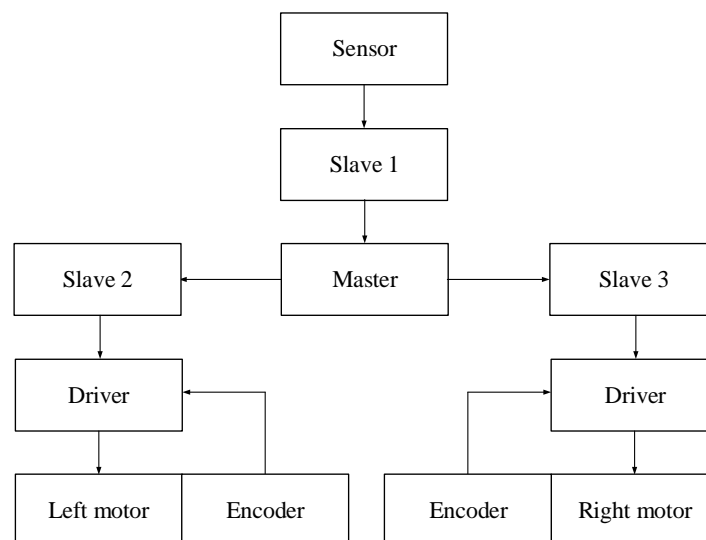 Sensor
Slave 1
Slave 2
Master
Slave 3
Driver
Driver
Left motor
Encoder
Encoder
Right motor